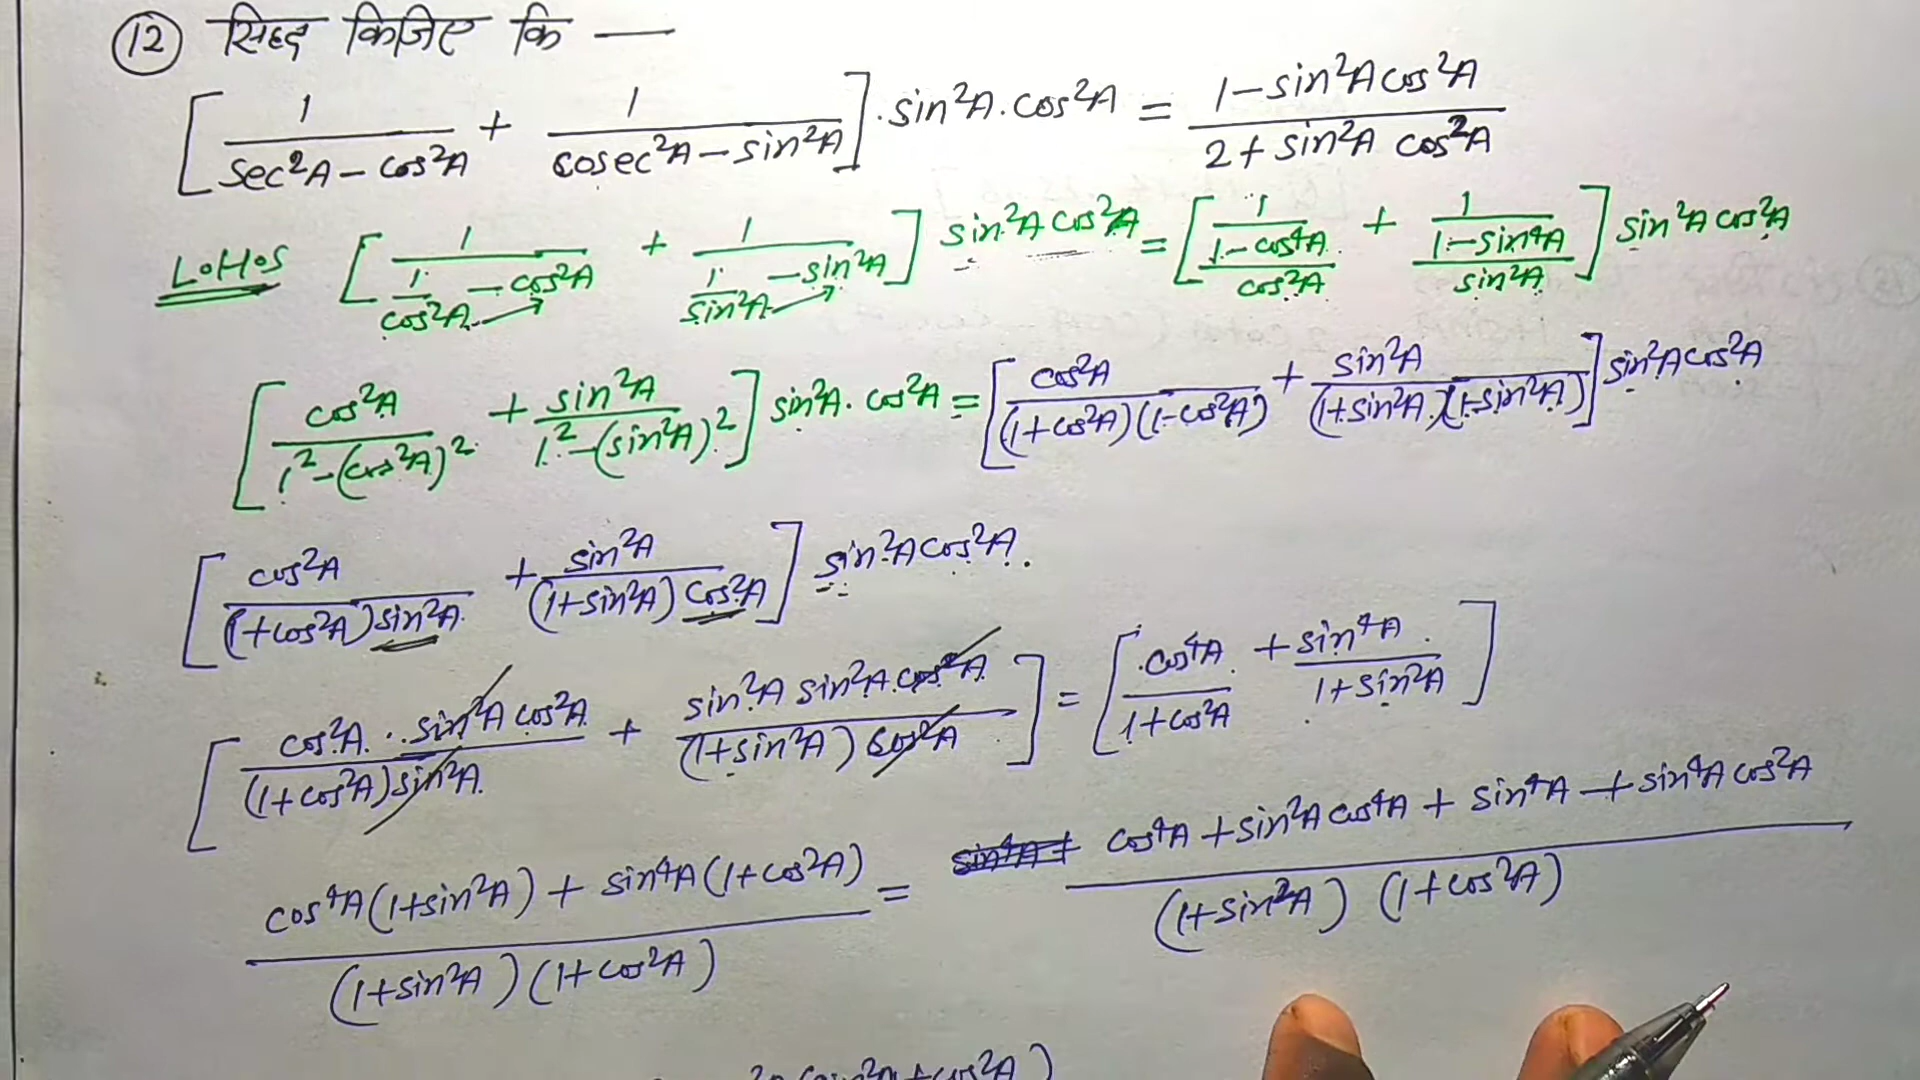 (12) सिद्ध किजिए कि —
[1/(sec²A - cos²A) + 1/(cosec²A - sin²A)] . sin²A . cos²A = (1 - sin²A cos²A)/(2 + sin²A cos²A)
L.H.S [1/(1/cos²A - cos²A) + 1/(1/sin²A - sin²A)] sin²A cos²A = [1/((1 - cos⁴A)/cos²A) + 1/((1 - sin⁴A)/sin²A)] sin²A cos²A
[cos²A/(1² - (cos²A)²) + sin²A/(1² - (sin²A)²)] sin²A . cos²A = [cos²A/((1 + cos²A)(1 - cos²A)) + sin²A/((1 + sin²A)(1 - sin²A))] sin²A cos²A
[cos²A/((1 + cos²A) sin²A) + sin²A/((1 + sin²A) cos²A)] sin²A cos²A.
[cos²A . . sin²A cos²A/((1 + cos²A) sin²A) + sin²A sin²A . cos²A/((1 + sin²A) cos²A)] = [cos⁴A/(1 + cos²A) + sin⁴A/(1 + sin²A)]
(cos⁴A(1 + sin²A) + sin⁴A(1 + cos²A))/((1 + sin²A)(1 + cos²A)) = (cos⁴A + sin²A cos⁴A + sin⁴A + sin⁴A cos²A)/((1 + sin²A)(1 + cos²A))